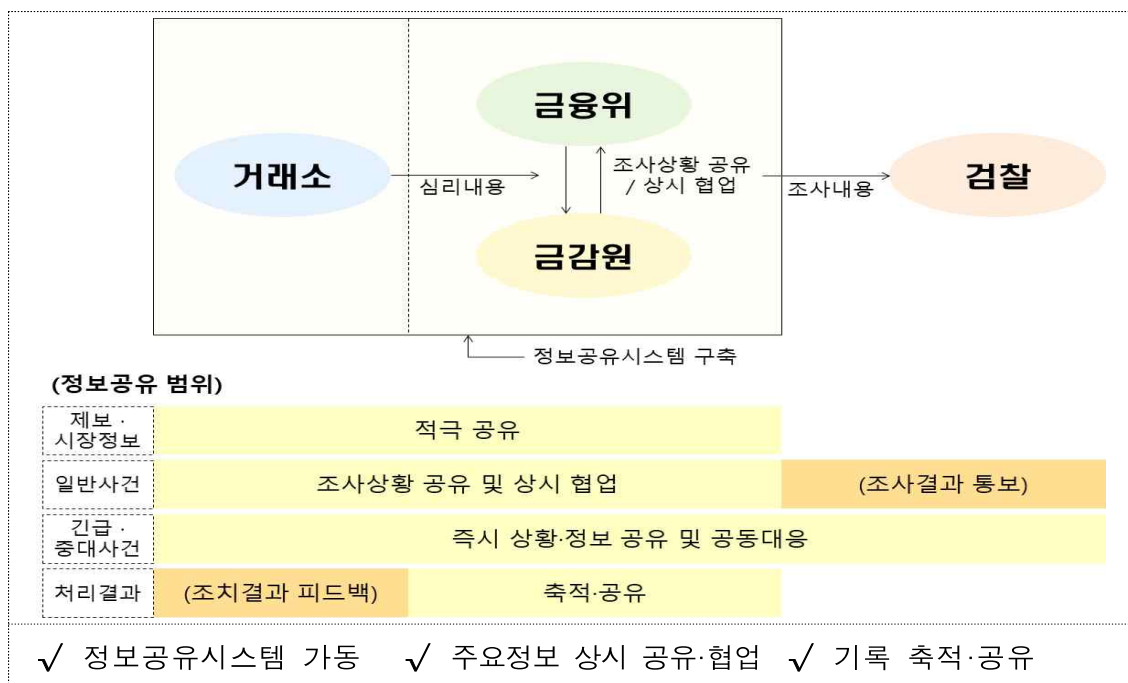 금융위
거래소
심리내용
조사상황 공유
/ 상시 협업
조사내용
검찰
금감원
정보공유시스템 구축
(정보공유 범위)
제보·
시장정보
적극 공유
일반사건
조사상황 공유 및 상시 협업
(조사결과 통보)
긴급·
중대사건
즉시 상황·정보 공유 및 공동대응
처리결과
(조치결과 피드백)
축적·공유
√ 정보공유시스템 가동 √ 주요정보 상시 공유·협업 √ 기록 축적·공유